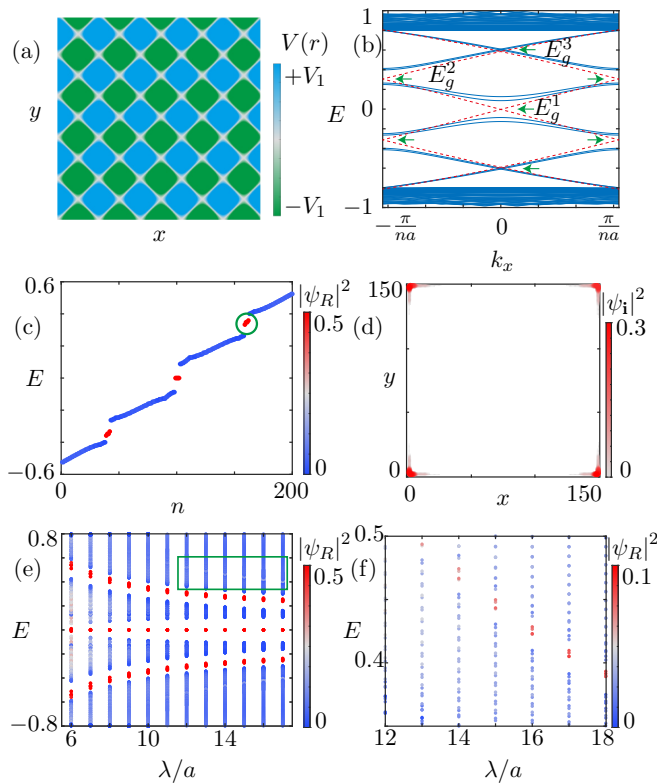 (a)
V(r)
+V₁
−V₁
y
x
(b)
1
0
−1
E
E_g^3
E_g^2
E_g^1
−π/na
0
π/na
k_x
(c)
0.6
−0.6
E
0
n
200
|ψ_R|²
0.5
0
(d)
150
y
0
0
x
150
|ψ_i|²
0.3
0
(e)
0.8
E
−0.8
6
10
14
λ/a
|ψ_R|²
0.5
0
(f)
0.5
E
0.4
12
13
14
15
16
17
18
λ/a
|ψ_R|²
0.1
0